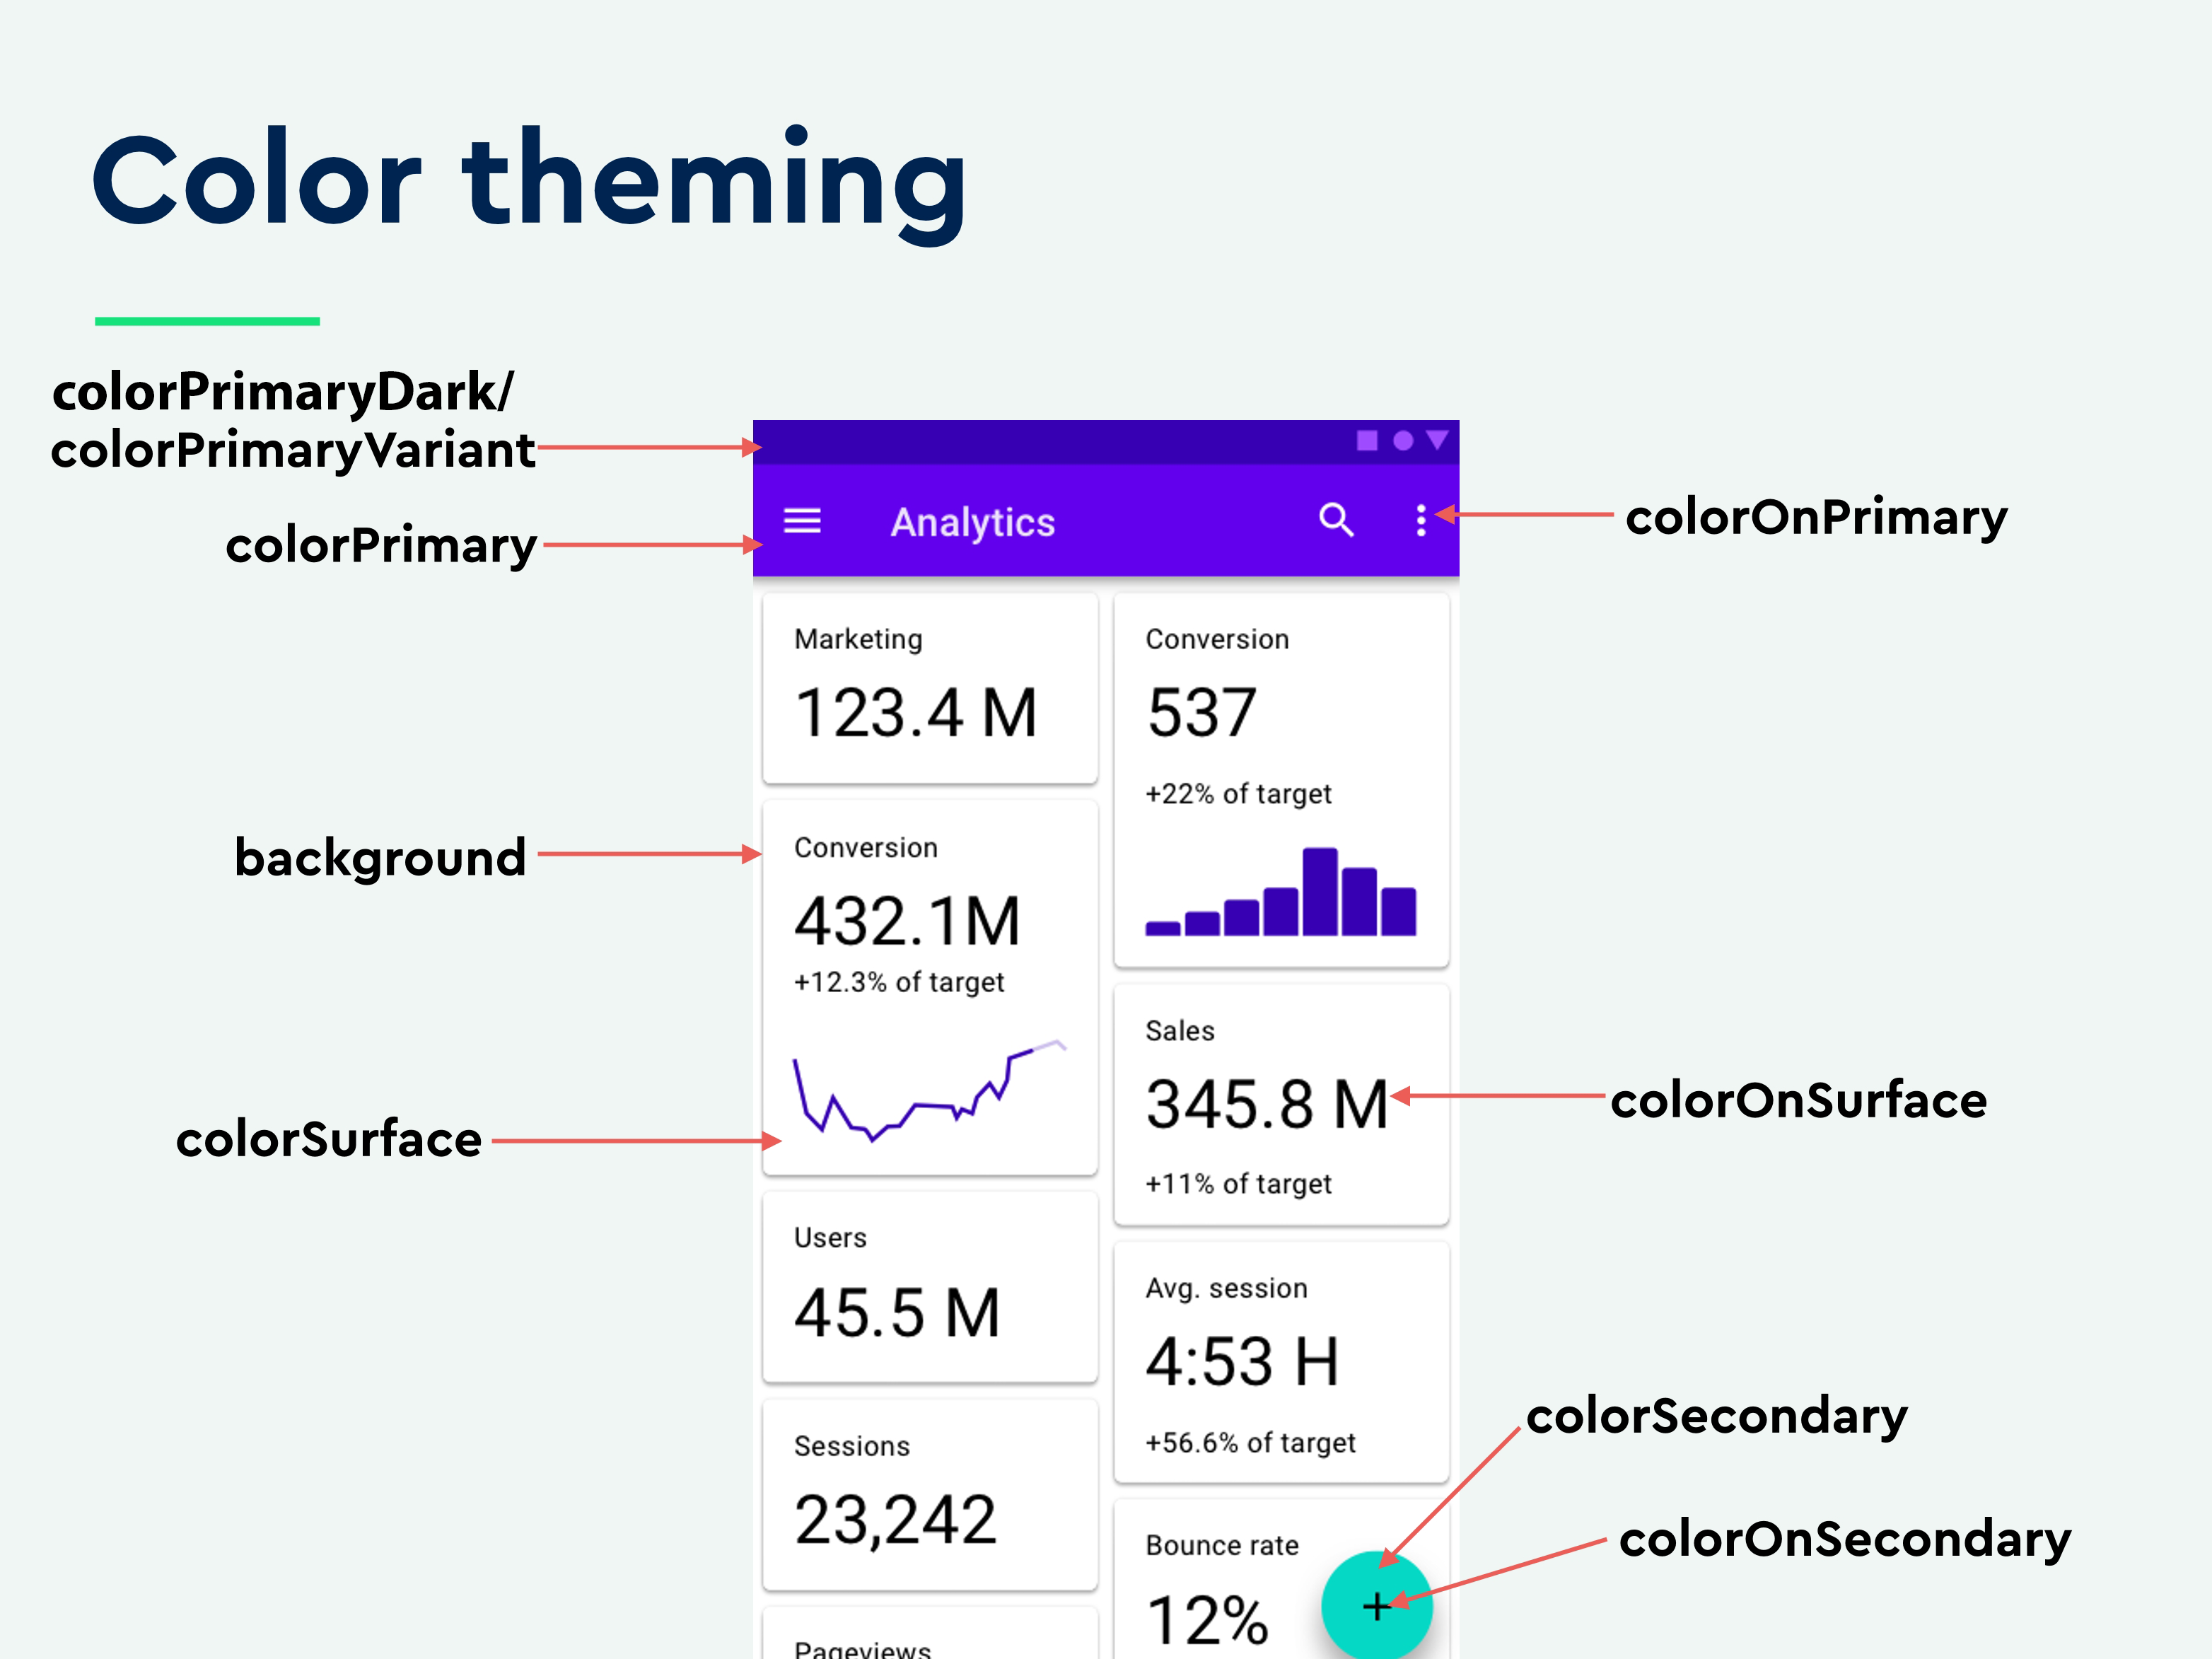 Color theming
colorPrimaryDark/
colorPrimaryVariant
colorPrimary
background
colorSurface
Analytics
Marketing
123.4 M
Conversion
432.1M
+12.3% of target
Users
45.5 M
Sessions
23,242
Pageviews
Conversion
537
+22% of target
Sales
345.8 M
+11% of target
Avg. session
4:53 H
+56.6% of target
Bounce rate
12%
+
colorOnPrimary
colorOnSurface
colorSecondary
colorOnSecondary